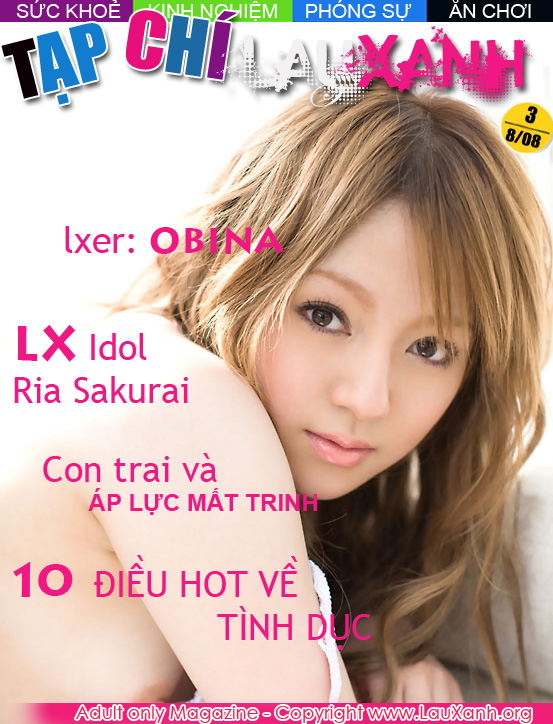 SỨC KHOẺ KINH NGHIỆM PHÓNG SỰ ĂN CHƠI
TẠP CHÍ LAUXANH
3
8/08
lxer: OBINA
LX Idol
Ria Sakurai
Con trai và
ÁP LỰC MẤT TRINH
10 ĐIỀU HOT VỀ
TÌNH DỤC
Adult only Magazine - Copyright www.LauXanh.org